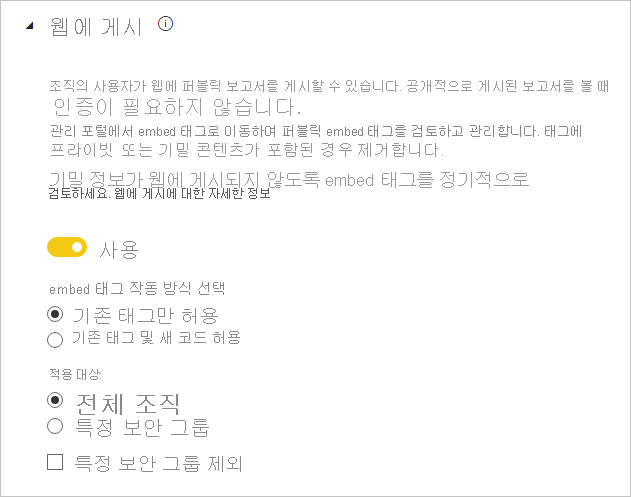 웹에 게시
조직의 사용자가 웹에 퍼블릭 보고서를 게시할 수 있습니다. 공개적으로 게시된 보고서를 볼 때
인증이 필요하지 않습니다.
관리 포털에서 embed 태그로 이동하여 퍼블릭 embed 태그를 검토하고 관리합니다. 태그에
프라이빗 또는 기밀 콘텐츠가 포함된 경우 제거합니다.
기밀 정보가 웹에 게시되지 않도록 embed 태그를 정기적으로
검토하세요. 웹에 게시에 대한 자세한 정보
사용
embed 태그 작동 방식 선택
기존 태그만 허용
기존 태그 및 새 코드 허용
적용 대상:
전체 조직
특정 보안 그룹
특정 보안 그룹 제외